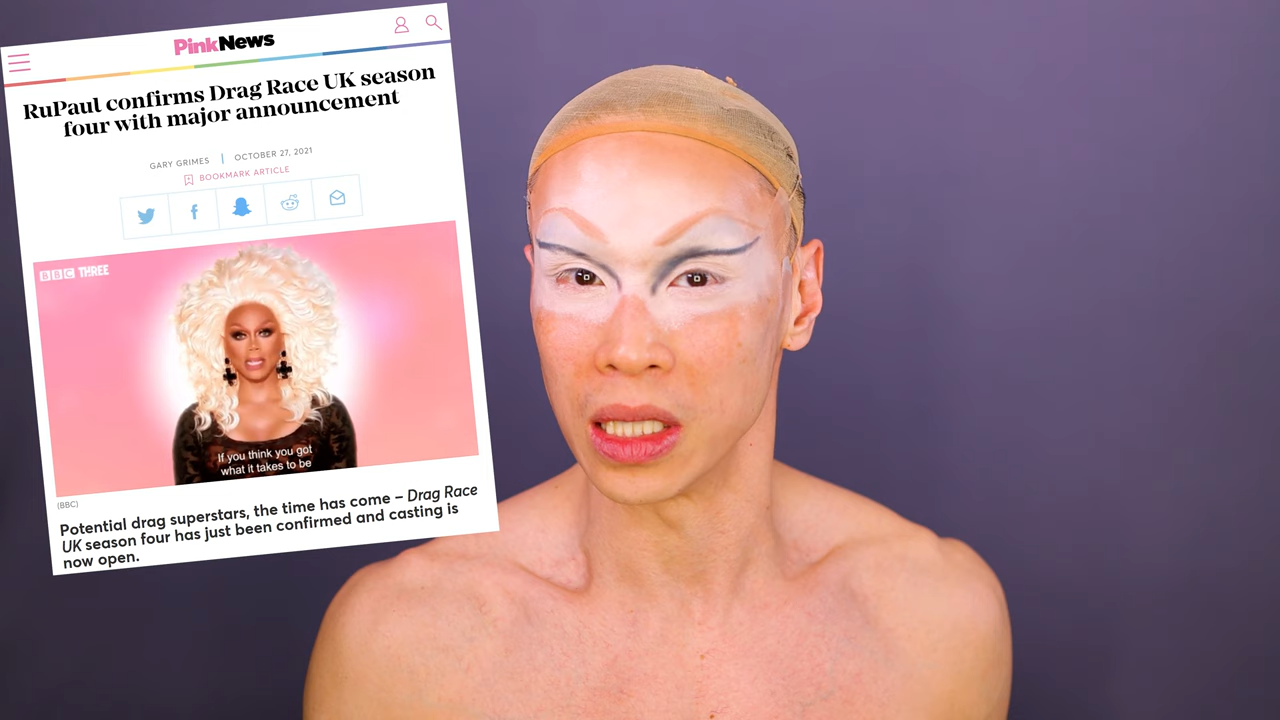 PinkNews
RuPaul confirms Drag Race UK season
four with major announcement
GARY GRIMES | OCTOBER 27, 2021
BOOKMARK ARTICLE
BBC THREE
If you think you got
what it takes to be
(BBC)
Potential drag superstars, the time has come – Drag Race
UK season four has just been confirmed and casting is
now open.